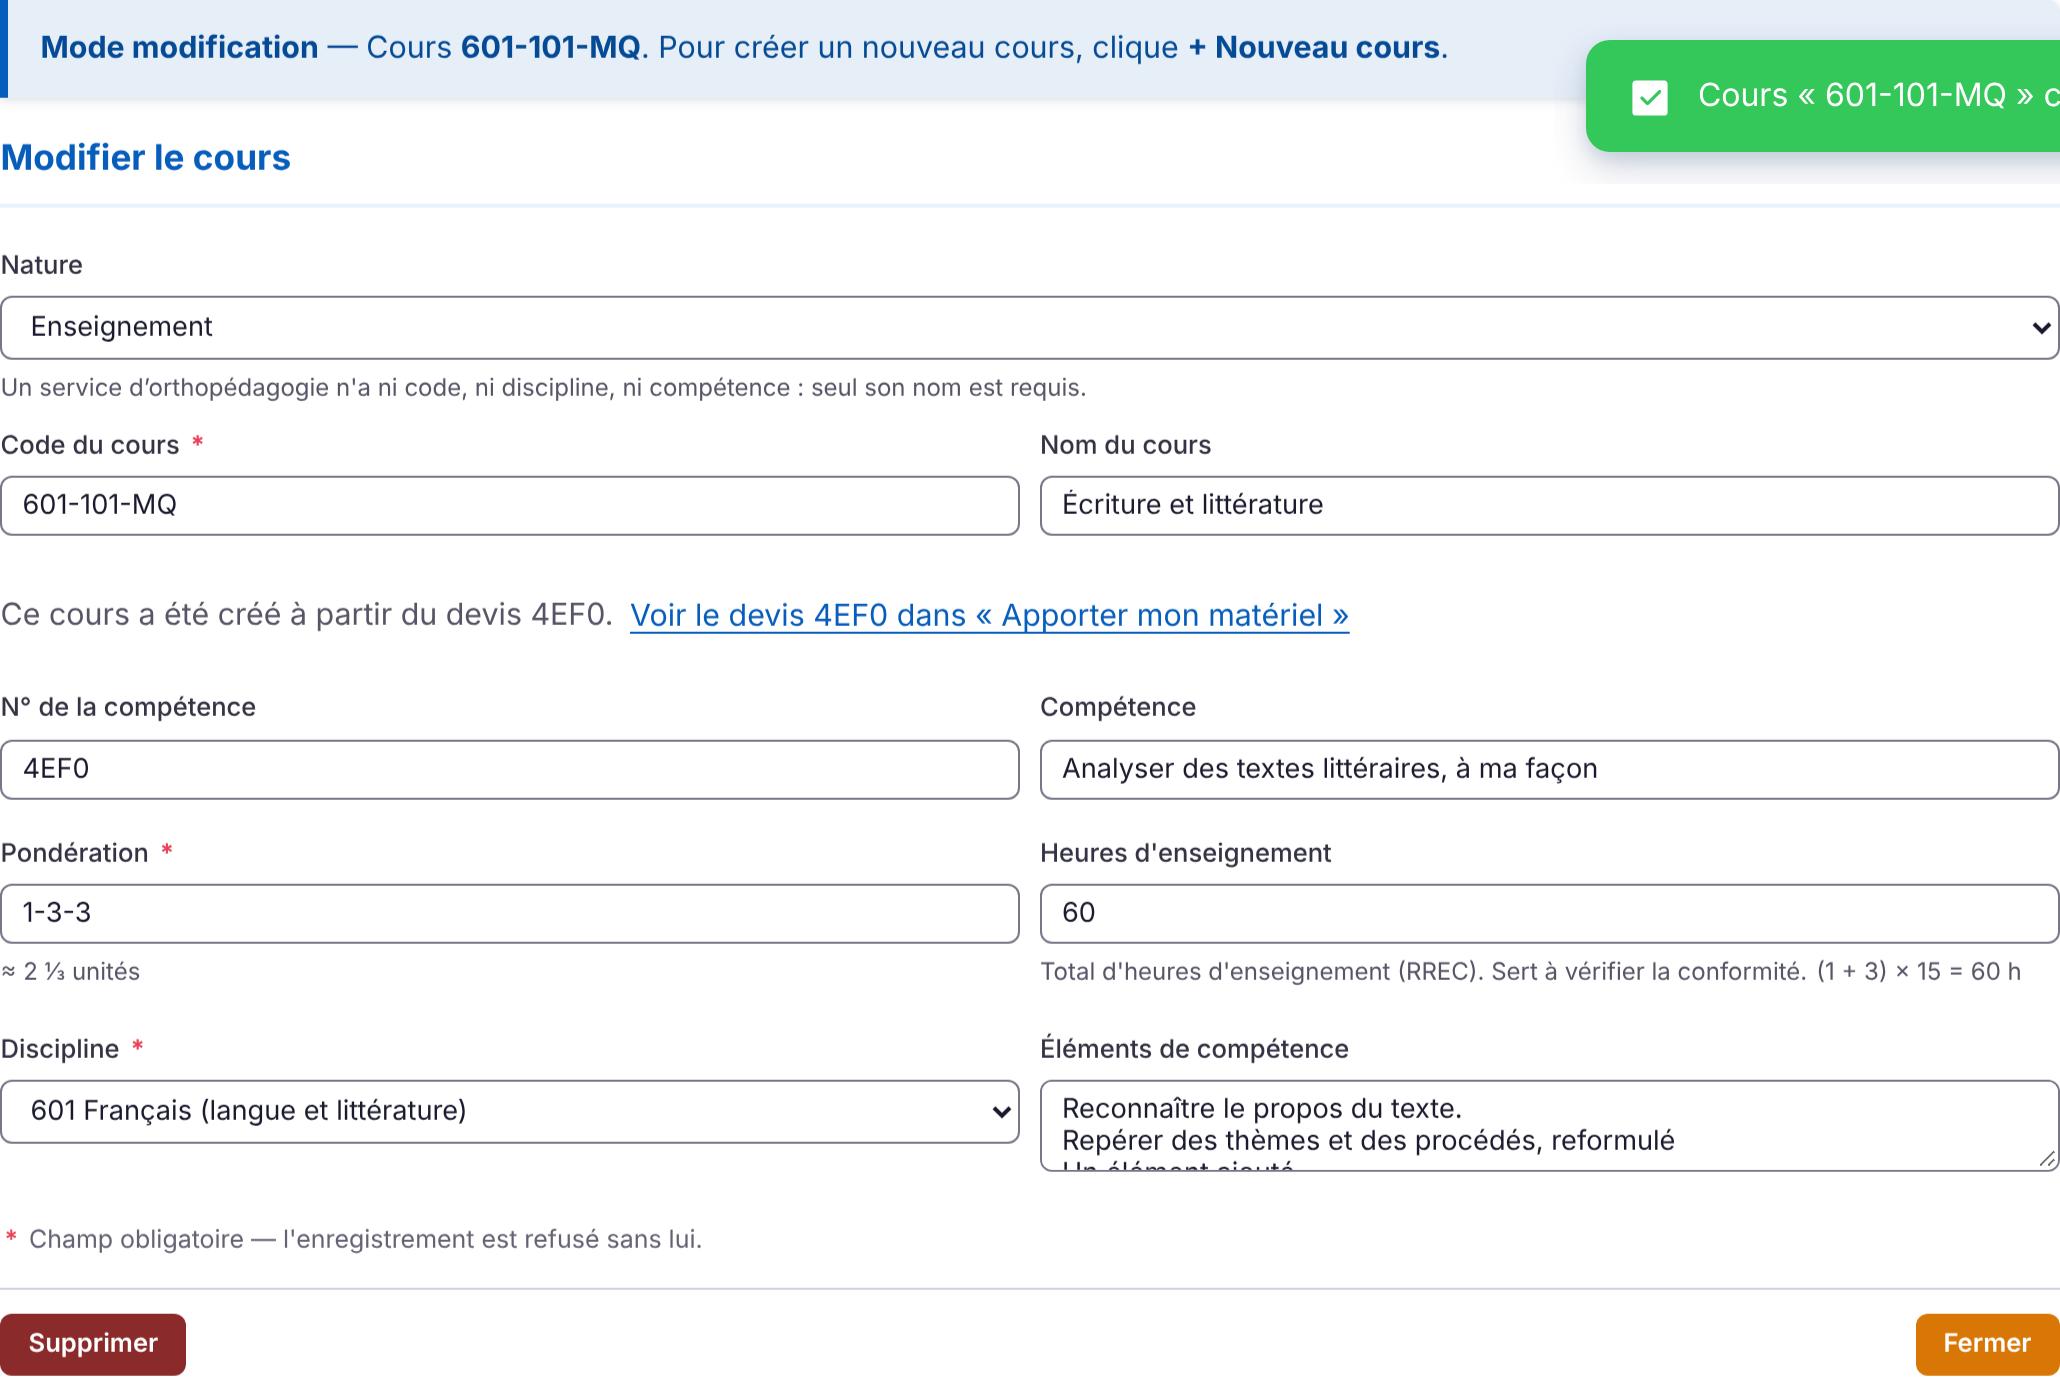 Mode modification — Cours 601-101-MQ. Pour créer un nouveau cours, clique + Nouveau cours.
Cours « 601-101-MQ »
Modifier le cours
Nature
Enseignement
Un service d’orthopédagogie n'a ni code, ni discipline, ni compétence : seul son nom est requis.
Code du cours *
Nom du cours
601-101-MQ
Écriture et littérature
Ce cours a été créé à partir du devis 4EF0. Voir le devis 4EF0 dans « Apporter mon matériel »
N° de la compétence
Compétence
4EF0
Analyser des textes littéraires, à ma façon
Pondération *
Heures d'enseignement
1-3-3
60
≈ 2 ⅓ unités
Total d'heures d'enseignement (RREC). Sert à vérifier la conformité. (1 + 3) × 15 = 60 h
Discipline *
Éléments de compétence
601 Français (langue et littérature)
Reconnaître le propos du texte.
Repérer des thèmes et des procédés, reformulé
Un élément ajouté
* Champ obligatoire — l'enregistrement est refusé sans lui.
Supprimer
Fermer